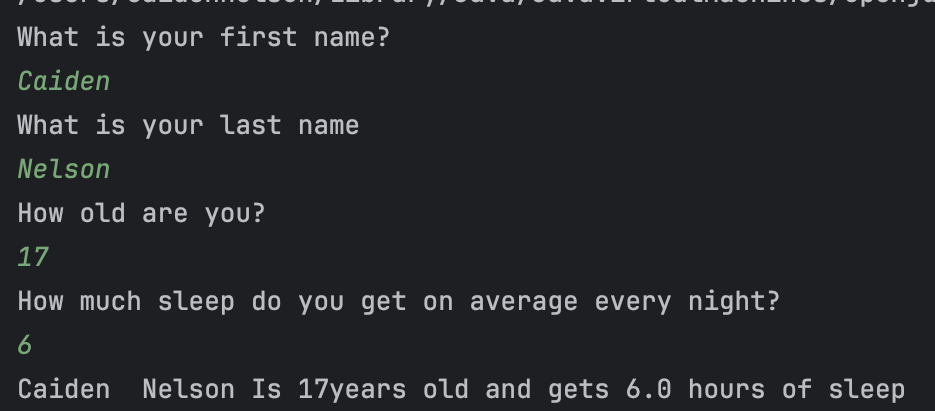 What is your first name?
Caiden
What is your last name
Nelson
How old are you?
17
How much sleep do you get on average every night?
6
Caiden  Nelson Is 17years old and gets 6.0 hours of sleep